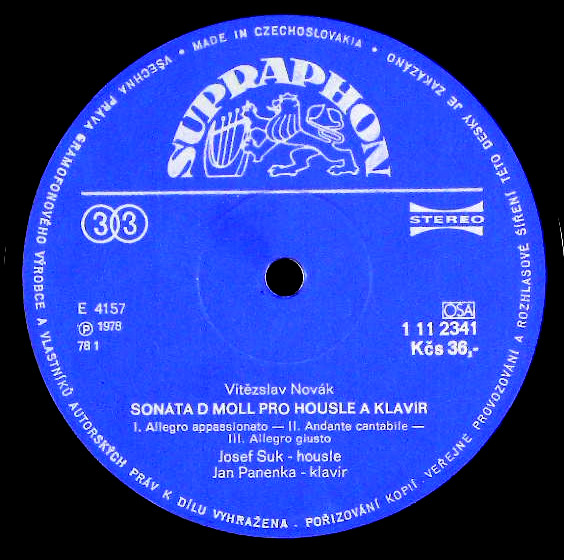 • MADE IN CZECHOSLOVAKIA •
VŠECHNA PRÁVA GRAMOFONOVÉHO VÝROBCE A VLASTNÍKŮ AUTORSKÝCH PRÁV K DÍLU VYHRAŽENA - POŘIZOVÁNÍ KOPIÍ, VEŘEJNÉ PROVOZOVÁNÍ A ROZHLASOVÉ ŠÍŘENÍ TÉTO DESKY JE ZAKÁZÁNO
SUPRAPHON
33
STEREO
E 4157
Ⓟ 1978
78 1
OSA
1 11 2341
Kčs 36,-
Vítězslav Novák
SONÁTA D MOLL PRO HOUSLE A KLAVÍR
I. Allegro appassionato — II. Andante cantabile —
III. Allegro giusto
Josef Suk - housle
Jan Panenka - klavír